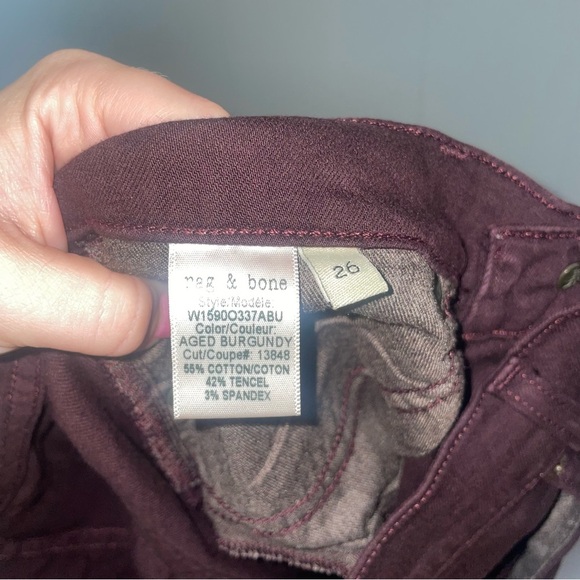 rag & bone
Style/Modéle:
W1590O337ABU
Color/Couleur:
AGED BURGUNDY
Cut/Coupe#: 13848
55% COTTON/COTON
42% TENCEL
3% SPANDEX
26